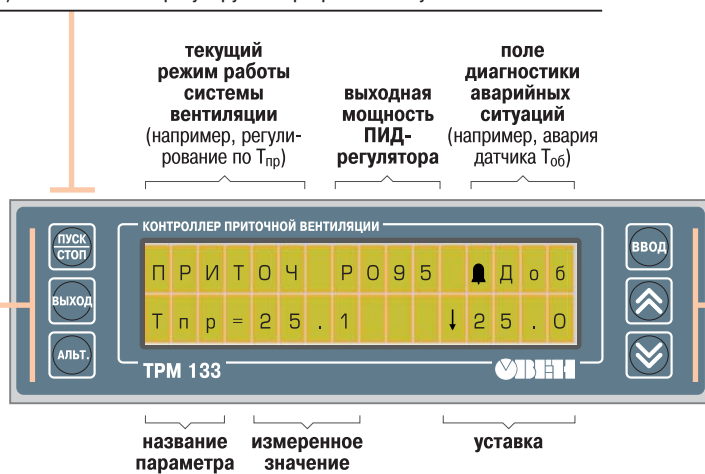 текущий
режим работы
системы
вентиляции
(например, регули-
рование по Тпр)
выходная
мощность
ПИД-
регулятора
поле
диагностики
аварийных
ситуаций
(например, авария
датчика Тоб)
ПУСК
СТОП
ВЫХОД
АЛЬТ.
КОНТРОЛЛЕР ПРИТОЧНОЙ ВЕНТИЛЯЦИИ
ПРИТОЧ Р095 Доб
Тпр=25.1 ↓25.0
ТРМ 133
ОВЕН
ВВОД
название
параметра
измеренное
значение
уставка